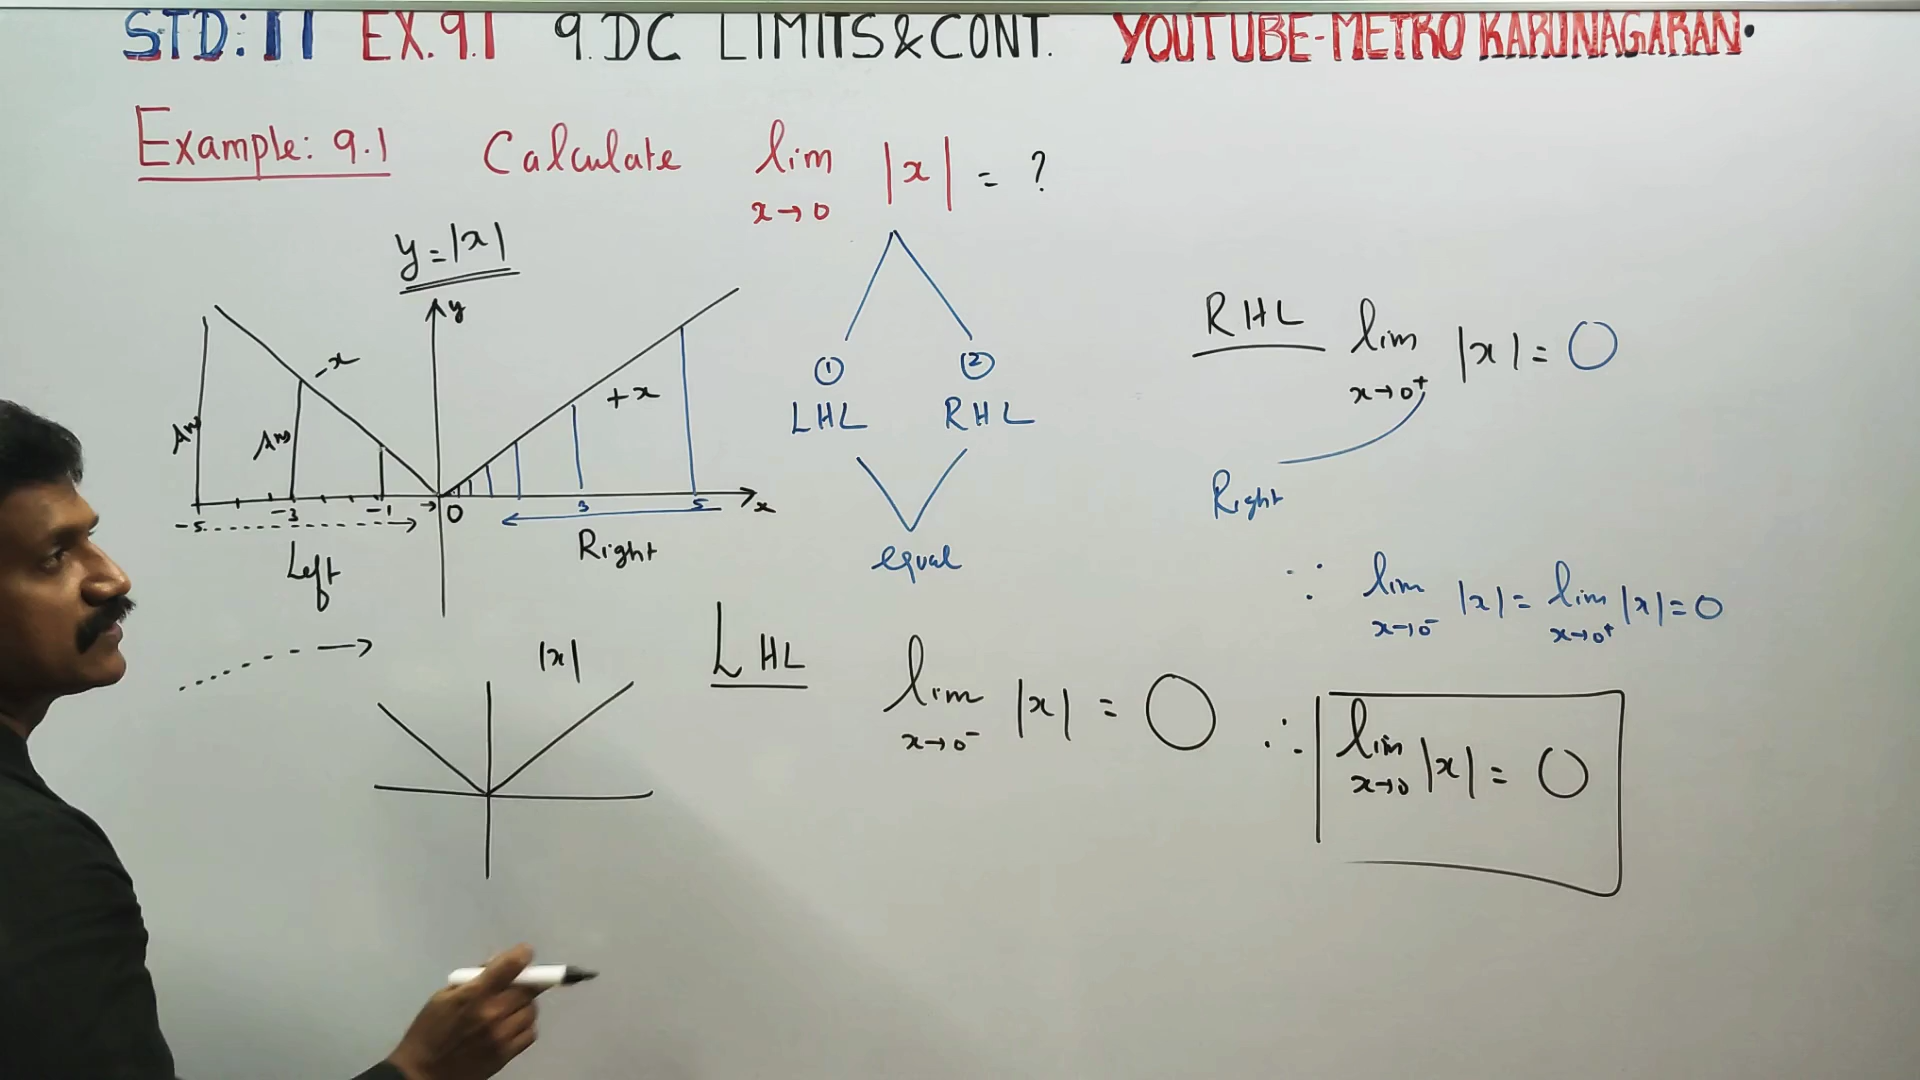 STD: 11 EX.9.1 9.DC LIMITS & CONT. YOUTUBE-METRO KARUNAGARAN.
Example: 9.1 Calculate lim x→0 |x| = ?
y=|x|
y
-x
+x
Ans
Ans
-5 -3 -1 0 3 5 x
Left
Right
① ②
LHL RHL
equal
RHL lim x→0⁺ |x| = 0
Right
∵ lim x→0⁻ |x| = lim x→0⁺ |x| = 0
|x|
LHL lim x→0⁻ |x| = 0
∴ lim x→0 |x| = 0